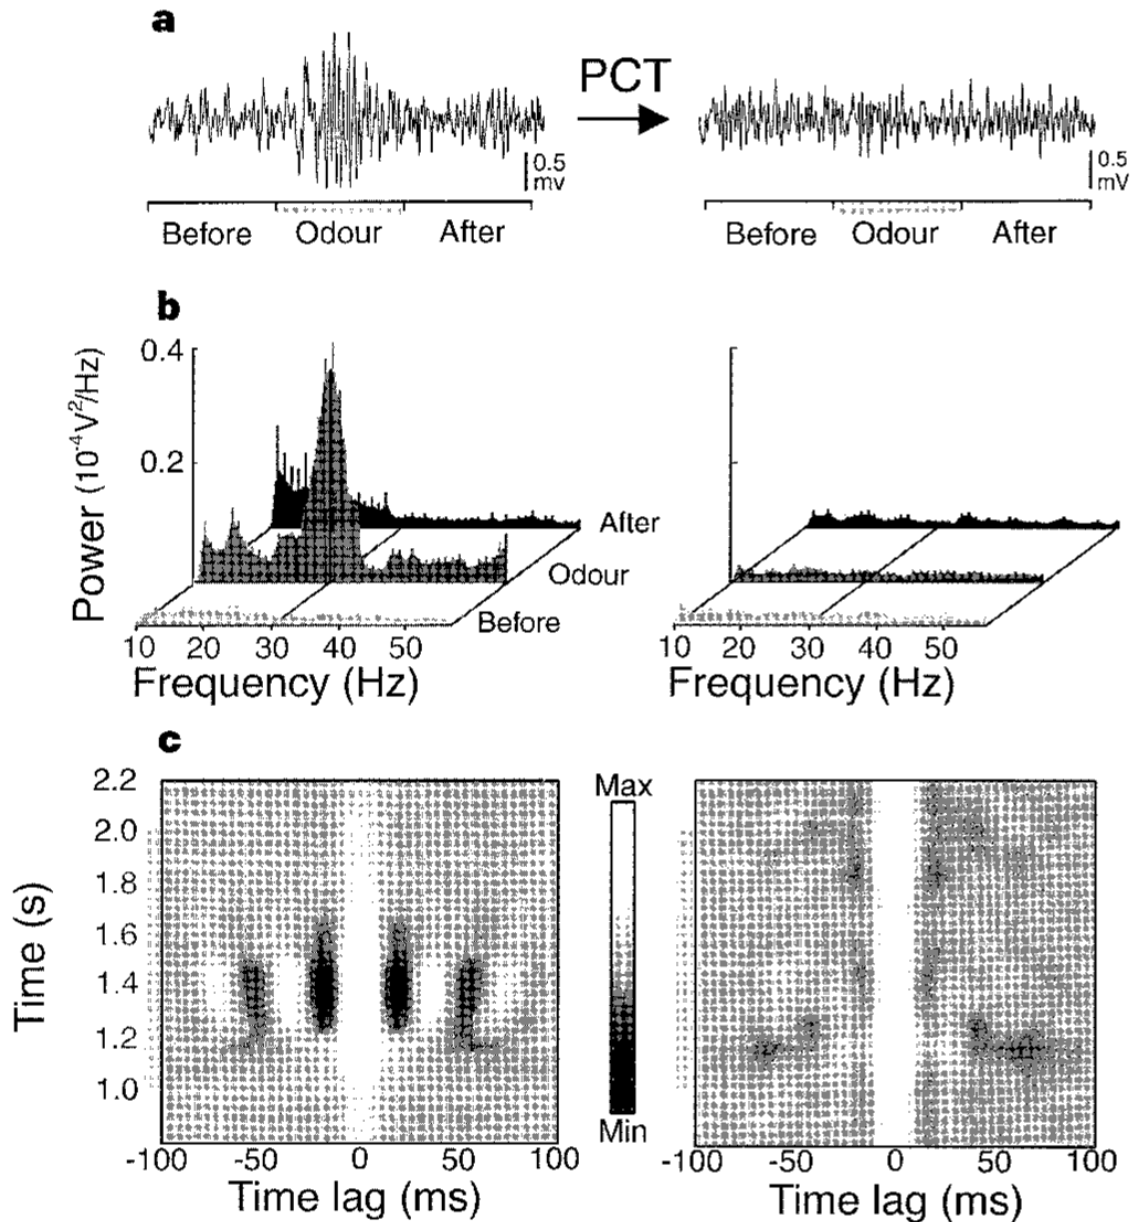 a
PCT
0.5
mV
0.5
mV
Before Odour After
Before Odour After
b
Power (10⁻⁴V²/Hz)
0.4
0.2
After
Odour
Before
10 20 30 40 50
Frequency (Hz)
10 20 30 40 50
Frequency (Hz)
c
Time (s)
2.2
2.0
1.8
1.6
1.4
1.2
1.0
-100 -50 0 50 100
Time lag (ms)
Max
Min
-100 -50 0 50 100
Time lag (ms)